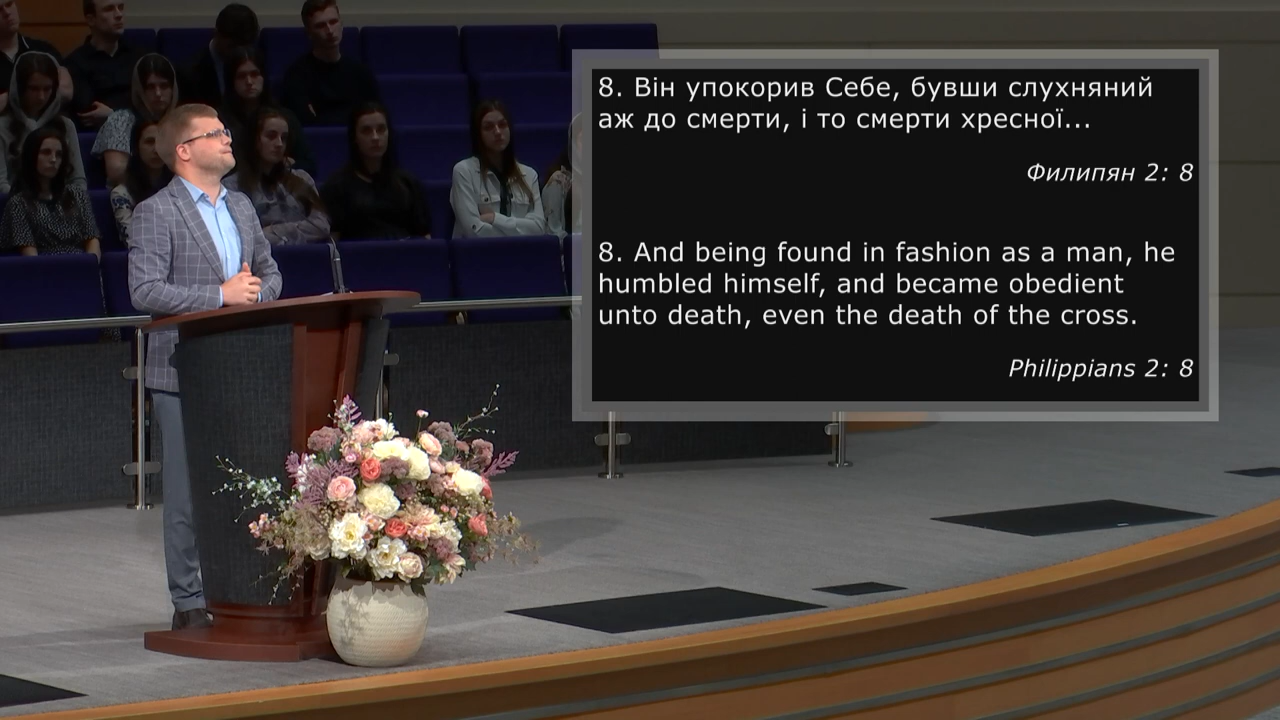 8. Він упокорив Себе, бувши слухняний
аж до смерти, і то смерти хресної...
Филипян 2: 8
8. And being found in fashion as a man, he
humbled himself, and became obedient
unto death, even the death of the cross.
Philippians 2: 8